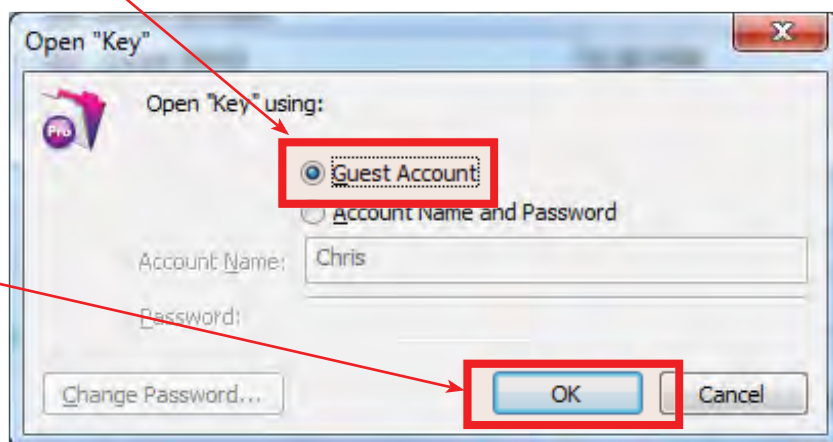 Open "Key"
Open "Key" using:
Pro
Guest Account
Account Name and Password
Account Name: Chris
Password:
Change Password... OK Cancel